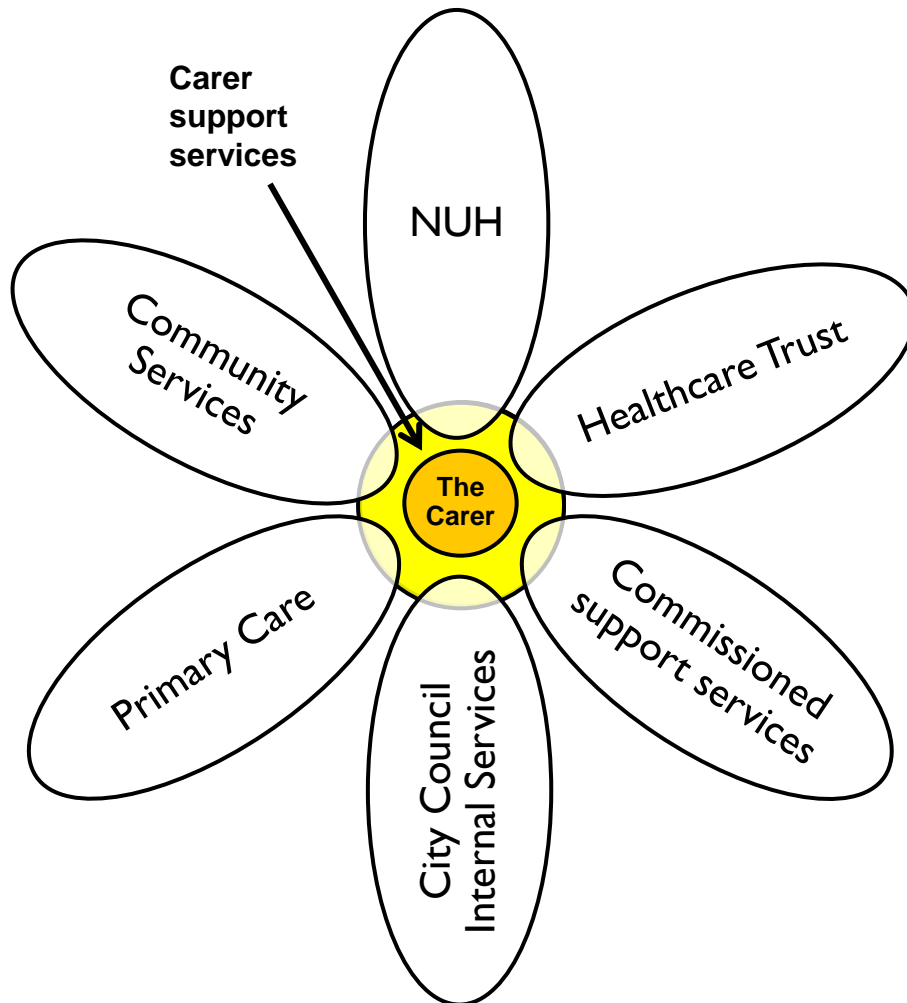 Carer
support
services
NUH
Community
Services
Healthcare Trust
The
Carer
Primary Care
Commissioned
support services
City Council
Internal Services